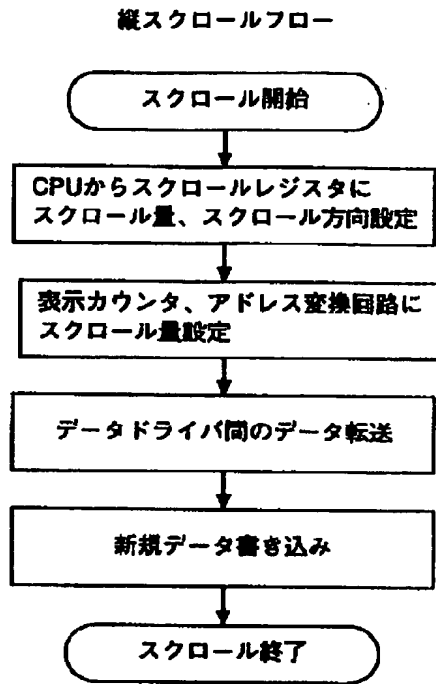 縦スクロールフロー
スクロール開始
CPUからスクロールレジスタに
スクロール量、スクロール方向設定
表示カウンタ、アドレス変換回路に
スクロール量設定
データドライバ間のデータ転送
新規データ書き込み
スクロール終了